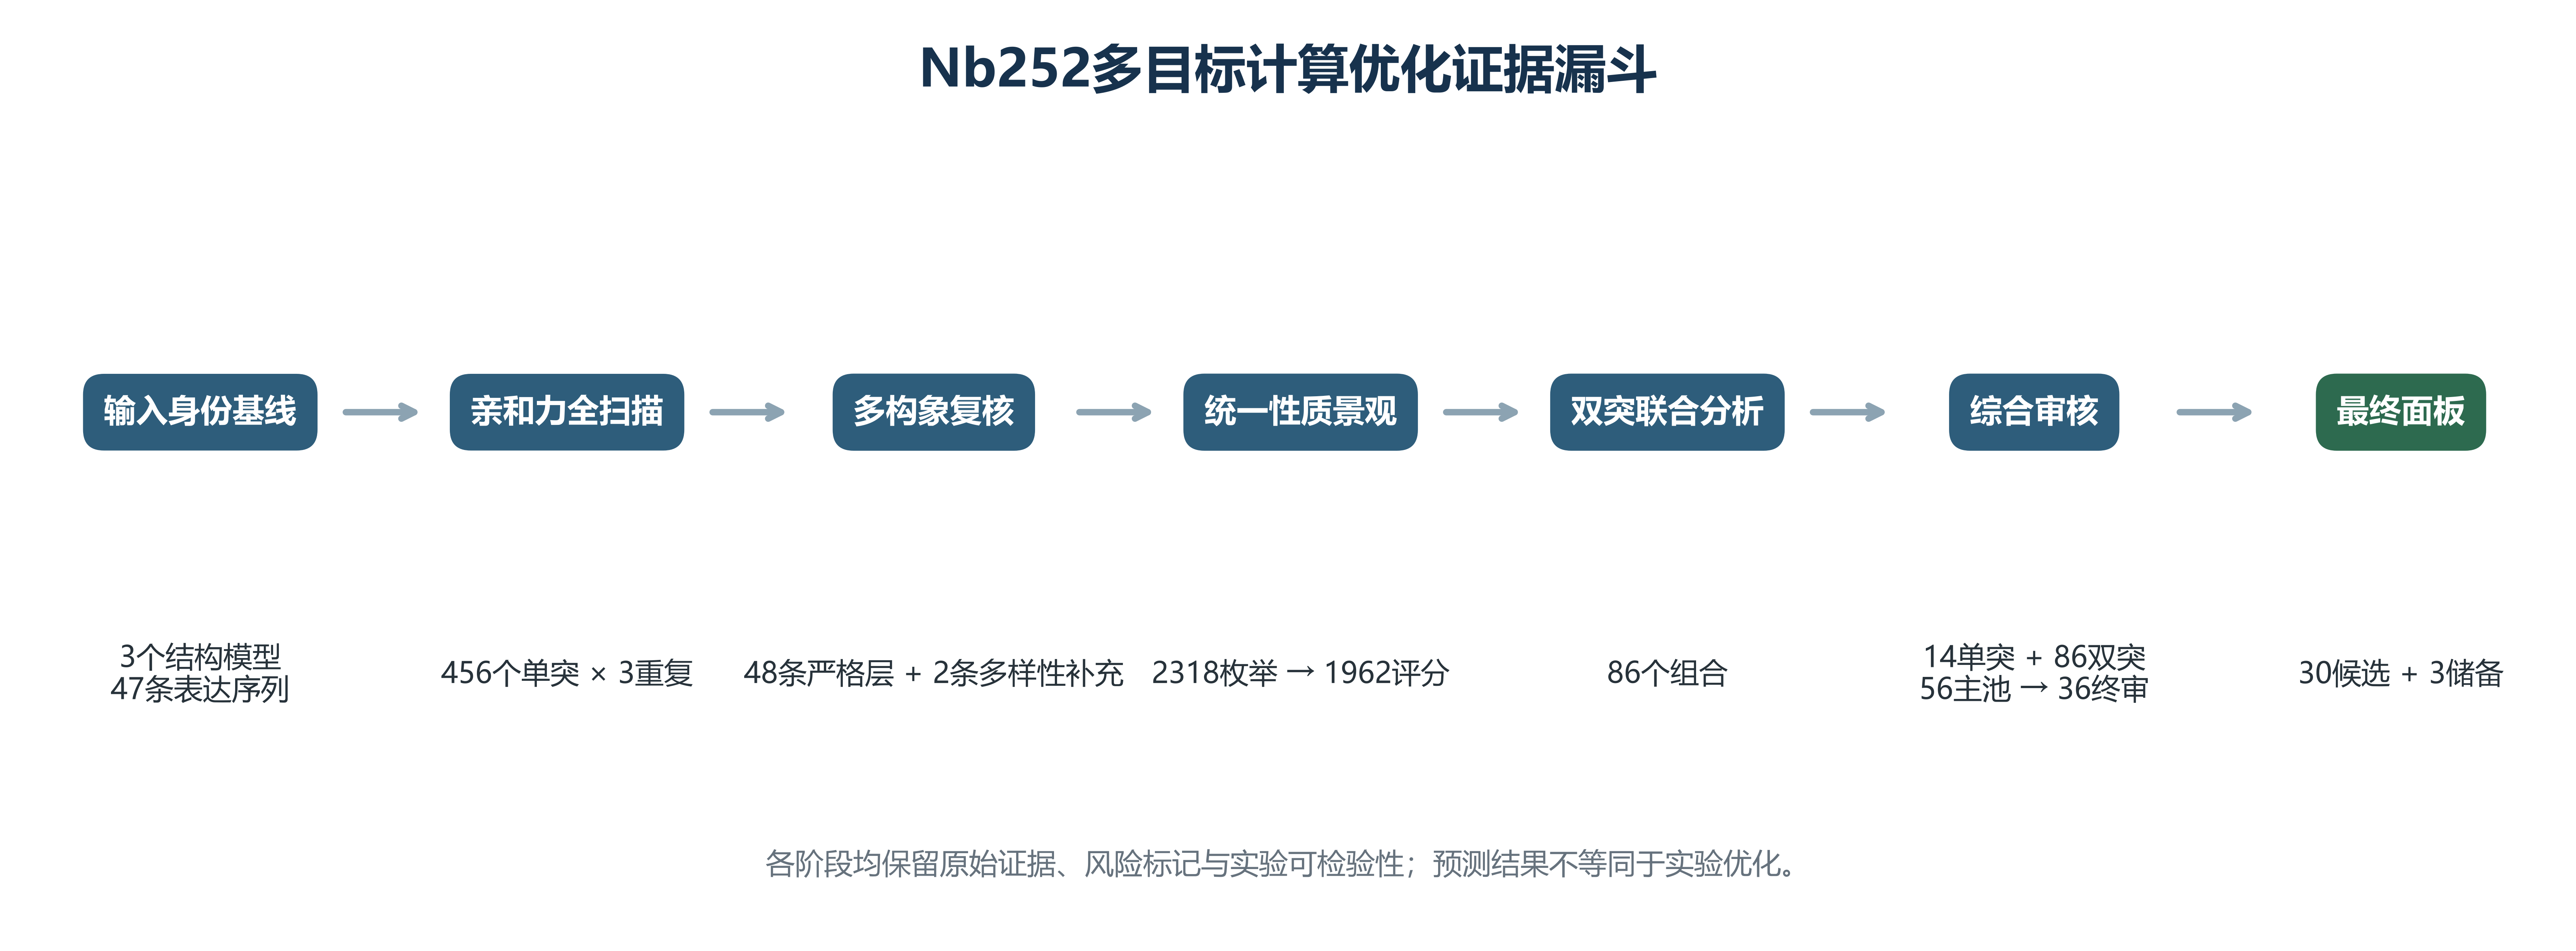 Nb252多目标计算优化证据漏斗
输入身份基线
亲和力全扫描
多构象复核
统一性质景观
双突联合分析
综合审核
最终面板
3个结构模型
47条表达序列
456个单突 × 3重复
48条严格层 + 2条多样性补充
2318枚举 → 1962评分
86个组合
14单突 + 86双突
56主池 → 36终审
30候选 + 3储备
各阶段均保留原始证据、风险标记与实验可检验性；预测结果不等同于实验优化。